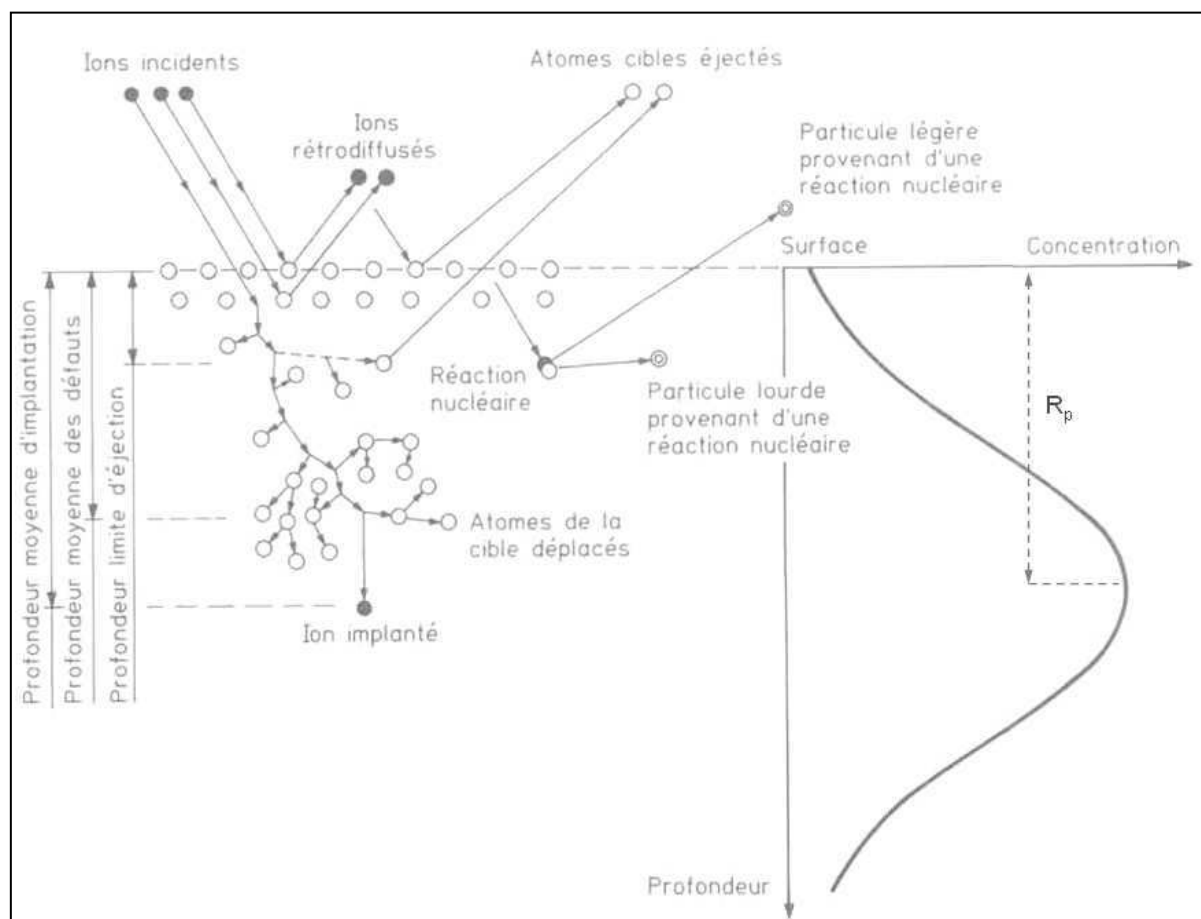 Ions incidents
Atomes cibles éjectés
Ions
rétrodiffusés
Particule légère
provenant d'une
réaction nucléaire
Surface
Concentration
Profondeur moyenne d'implantation
Profondeur moyenne des défauts
Profondeur limite d'éjection
Réaction
nucléaire
Particule lourde
provenant d'une
réaction nucléaire
Rp
Atomes de la
cible déplacés
Ion implanté
Profondeur